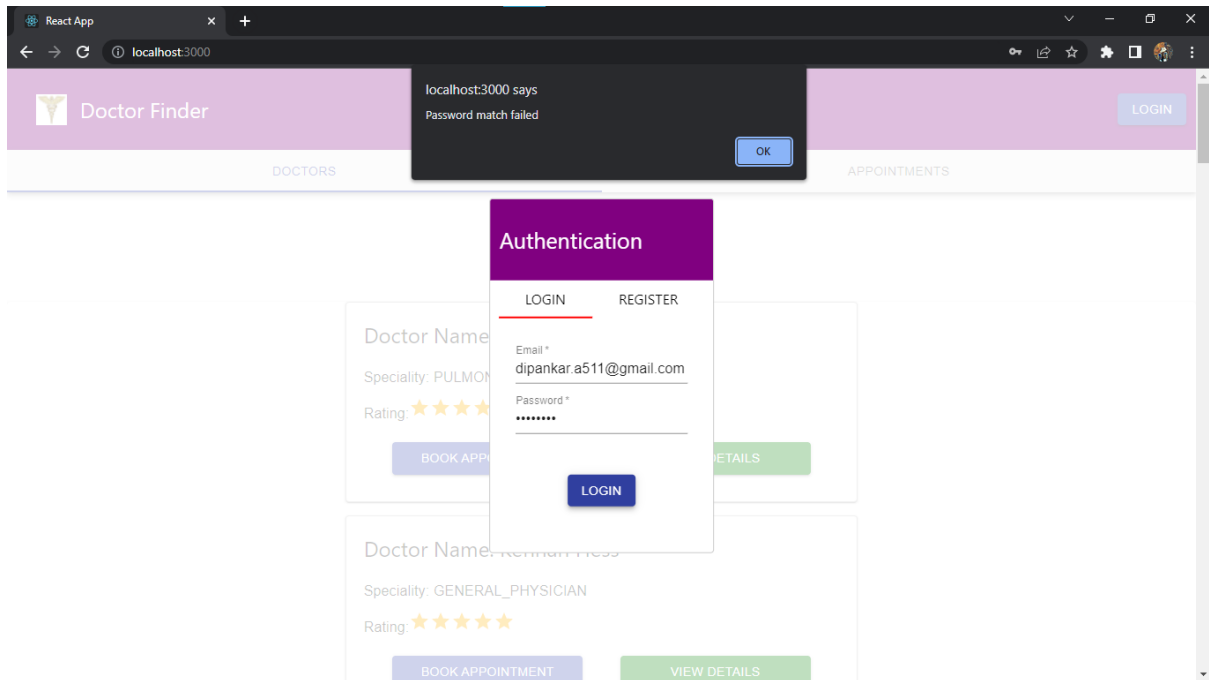 React App
localhost:3000
localhost:3000 says
Password match failed
OK
Doctor Finder
LOGIN
DOCTORS
APPOINTMENTS
Authentication
LOGIN REGISTER
Email *
dipankar.a511@gmail.com
Password *
••••••••
LOGIN
Doctor Name
Speciality: PULMON
Rating:
BOOK APP
DETAILS
Doctor Name:
Speciality: GENERAL_PHYSICIAN
Rating:
BOOK APPOINTMENT VIEW DETAILS